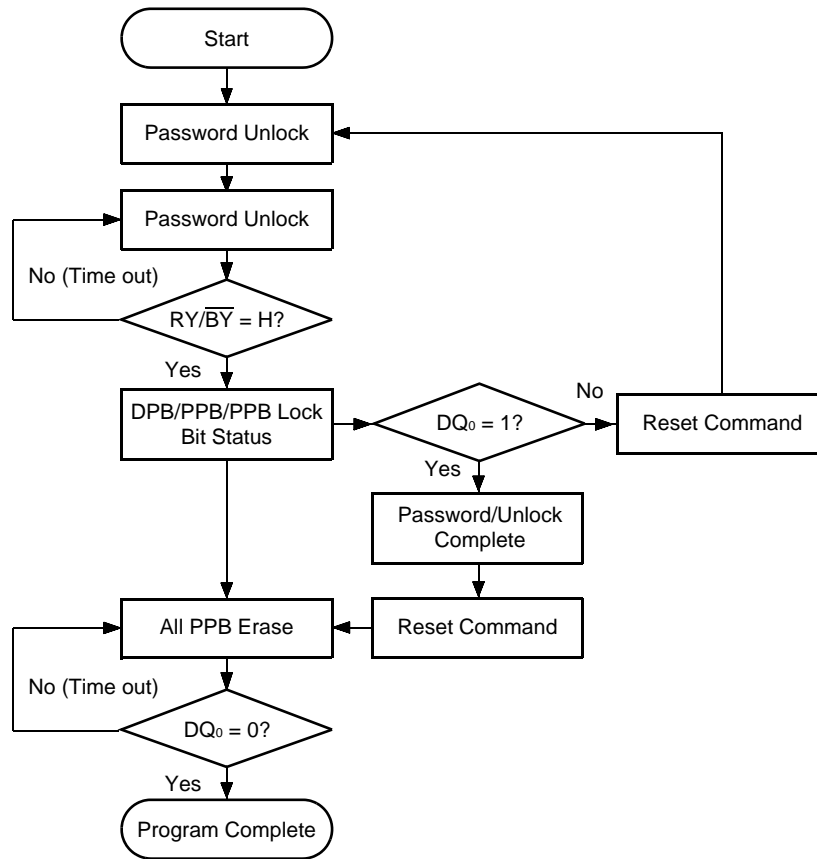 Start
Password Unlock
Password Unlock
No (Time out)
RY/B̅Y̅ = H?
Yes
DPB/PPB/PPB Lock
Bit Status
DQ₀ = 1?
No
Reset Command
Yes
Password/Unlock
Complete
All PPB Erase
Reset Command
No (Time out)
DQ₀ = 0?
Yes
Program Complete